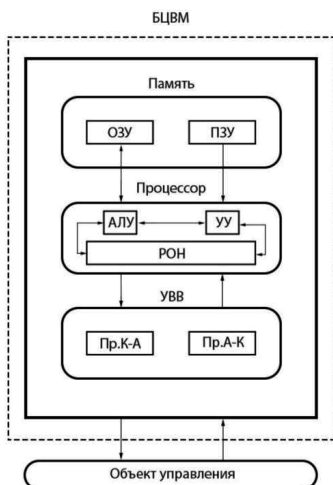 БЦВМ
Память
ОЗУ ПЗУ
Процессор
АЛУ УУ
РОН
УВВ
Пр.К-А Пр.А-К
Объект управления